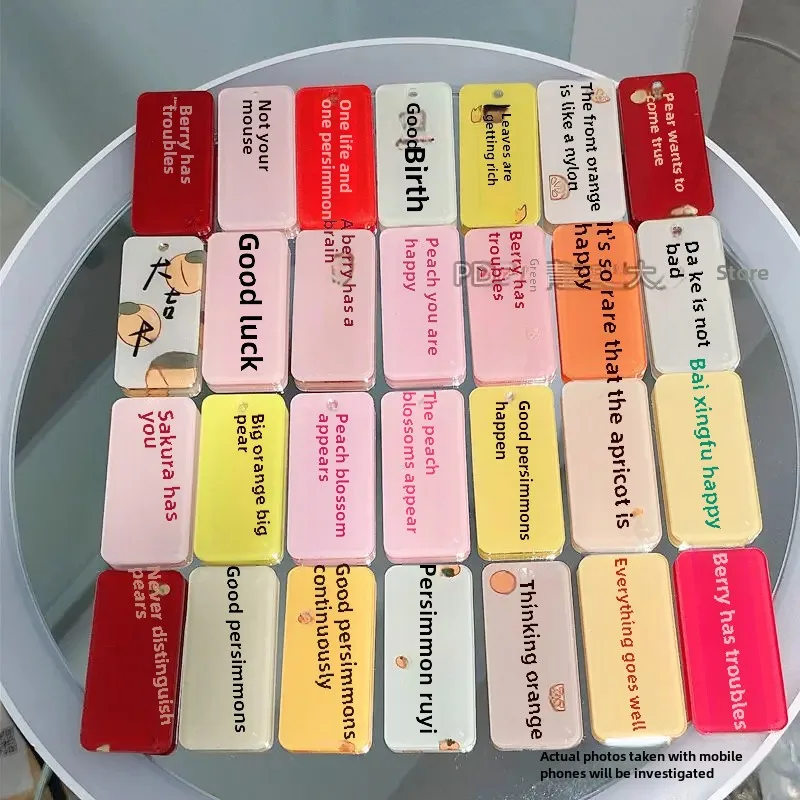 Berry has
troubles
Not your
mouse
One life and
one persimmon
Good Birth
Leaves are
getting rich
The front orange
is like a nylon
Pear wants to
come true
Good luck
A berry has a
brain
Peach you are
happy
Berry has
troubles
Green
It's so rare that the apricot is
happy
Da ke is not
bad
Store
Sakura has
you
Big orange big
pear
Peach blossom
appears
The peach
blossoms appear
Good persimmons
happen
Bai xingfu happy
Never distinguish
pears
Good persimmons
Good persimmons
continuously
Persimmon ruyi
Thinking orange
Everything goes well
Berry has troubles
Actual photos taken with mobile
phones will be investigated